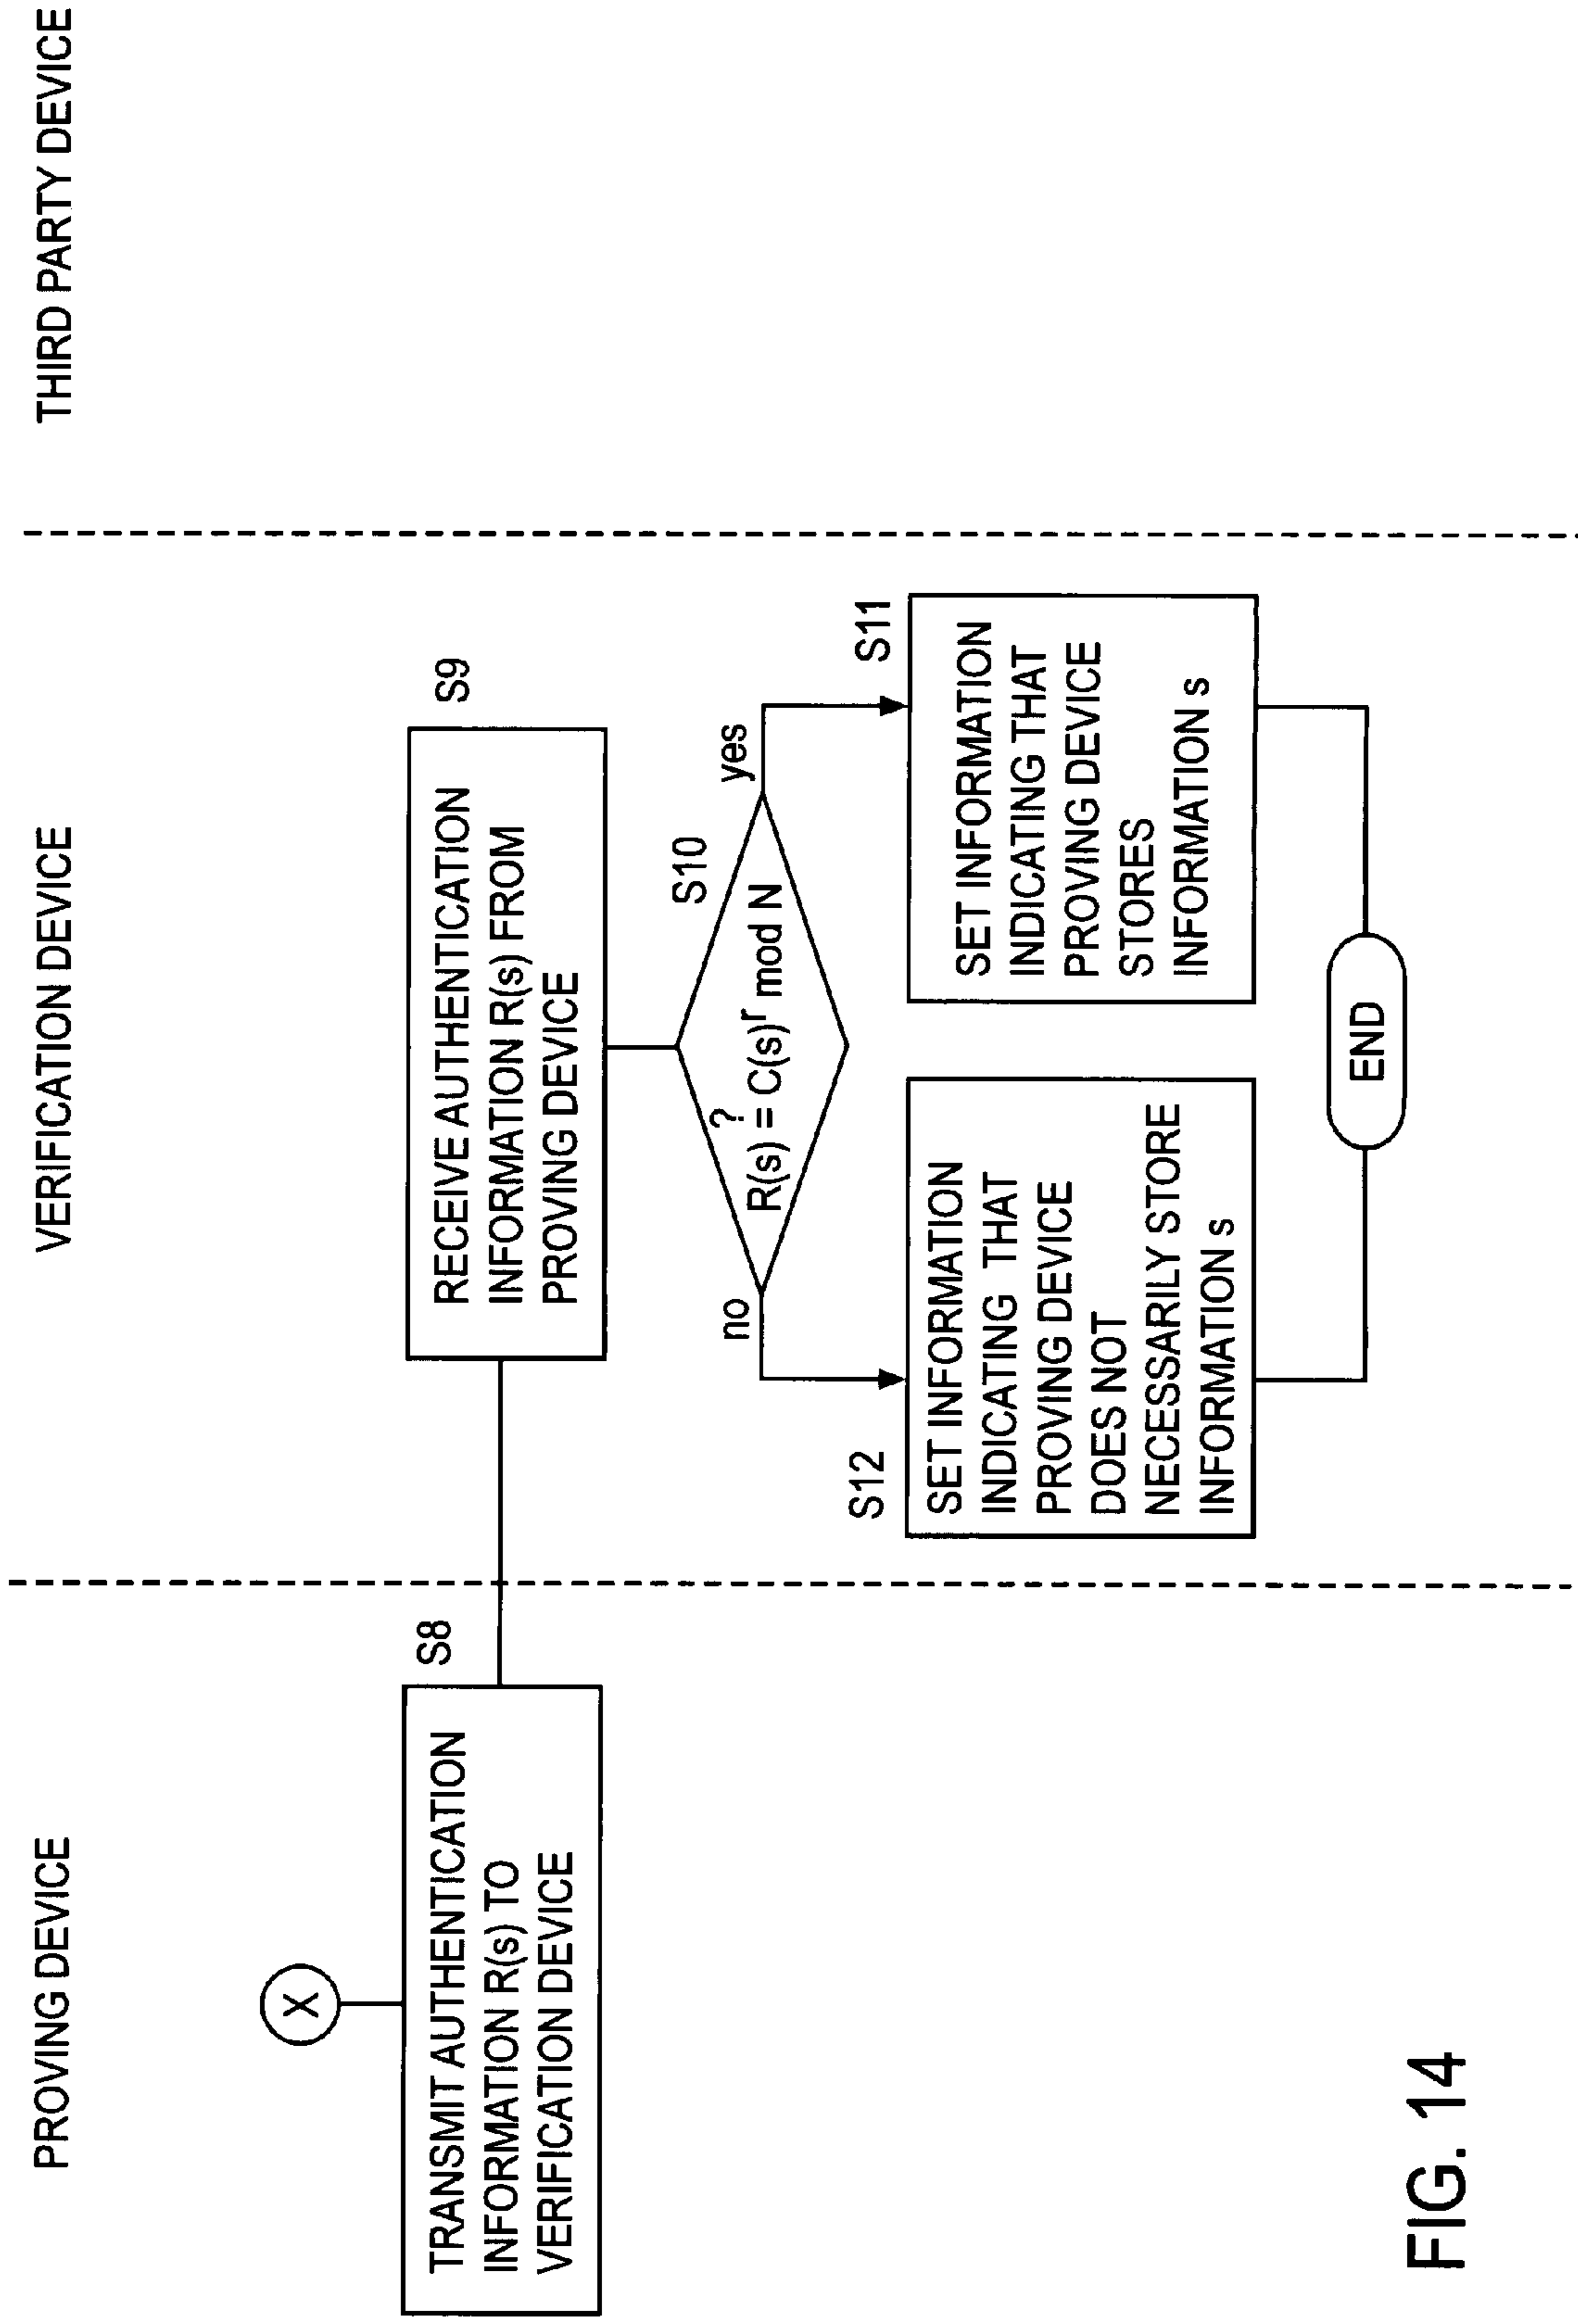 PROVING DEVICE
VERIFICATION DEVICE
THIRD PARTY DEVICE
X
S8
TRANSMIT AUTHENTICATION
INFORMATION R(s) TO
VERIFICATION DEVICE
S9
RECEIVE AUTHENTICATION
INFORMATION R(s) FROM
PROVING DEVICE
S10
?
R(s) = C(s)^r mod N
no
yes
S12
SET INFORMATION
INDICATING THAT
PROVING DEVICE
DOES NOT
NECESSARILY STORE
INFORMATION s
S11
SET INFORMATION
INDICATING THAT
PROVING DEVICE
STORES
INFORMATION s
END
FIG. 14